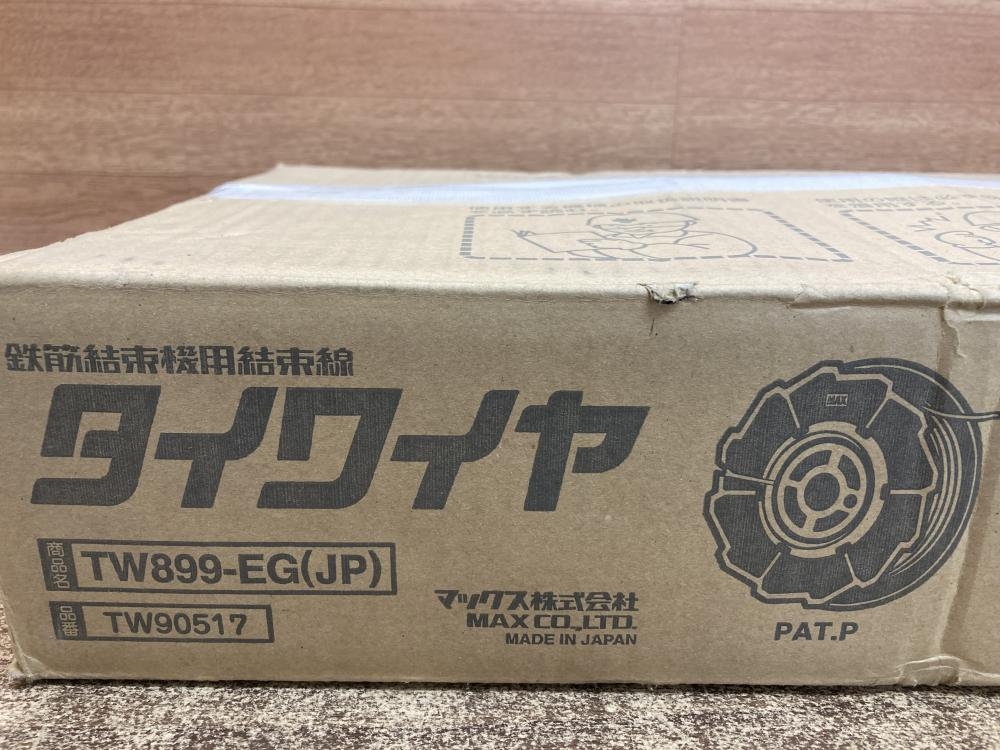 鉄筋結束機用結束線
タイワイヤ
MAX
商品名 TW899-EG(JP)
品番 TW90517
マックス株式会社
MAX CO.,LTD.
MADE IN JAPAN
PAT.P